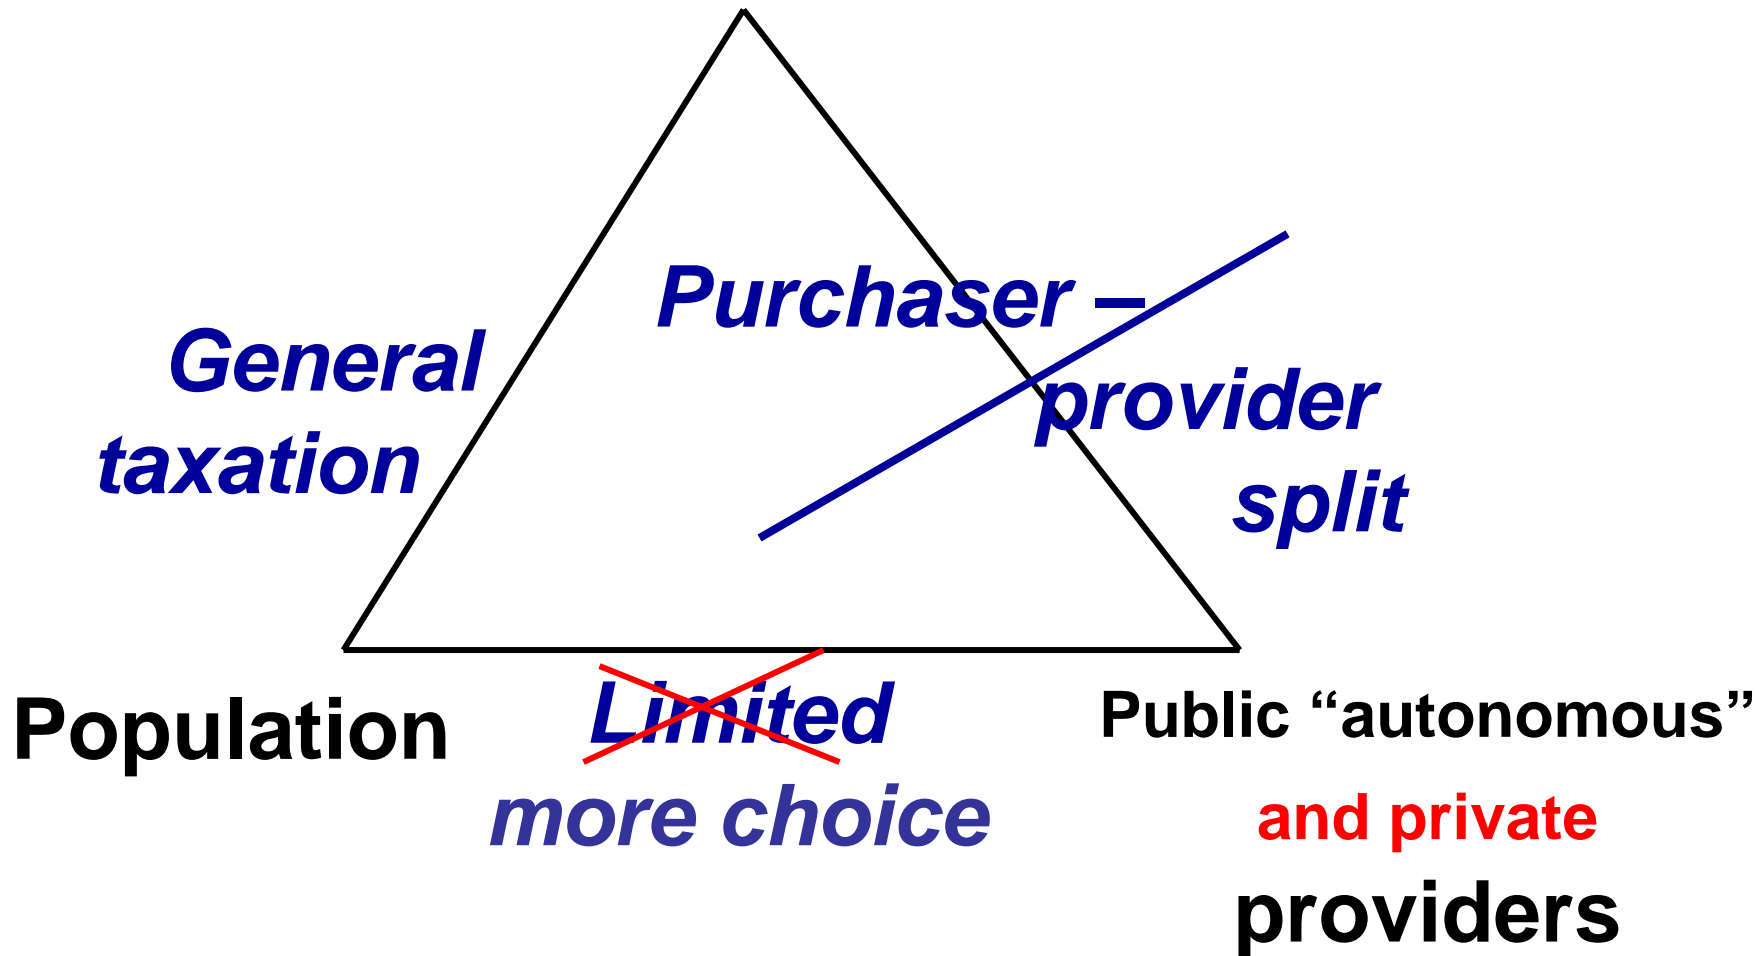 Purchaser –
provider
split
General
taxation
Population
Limited
more choice
Public “autonomous”
and private
providers